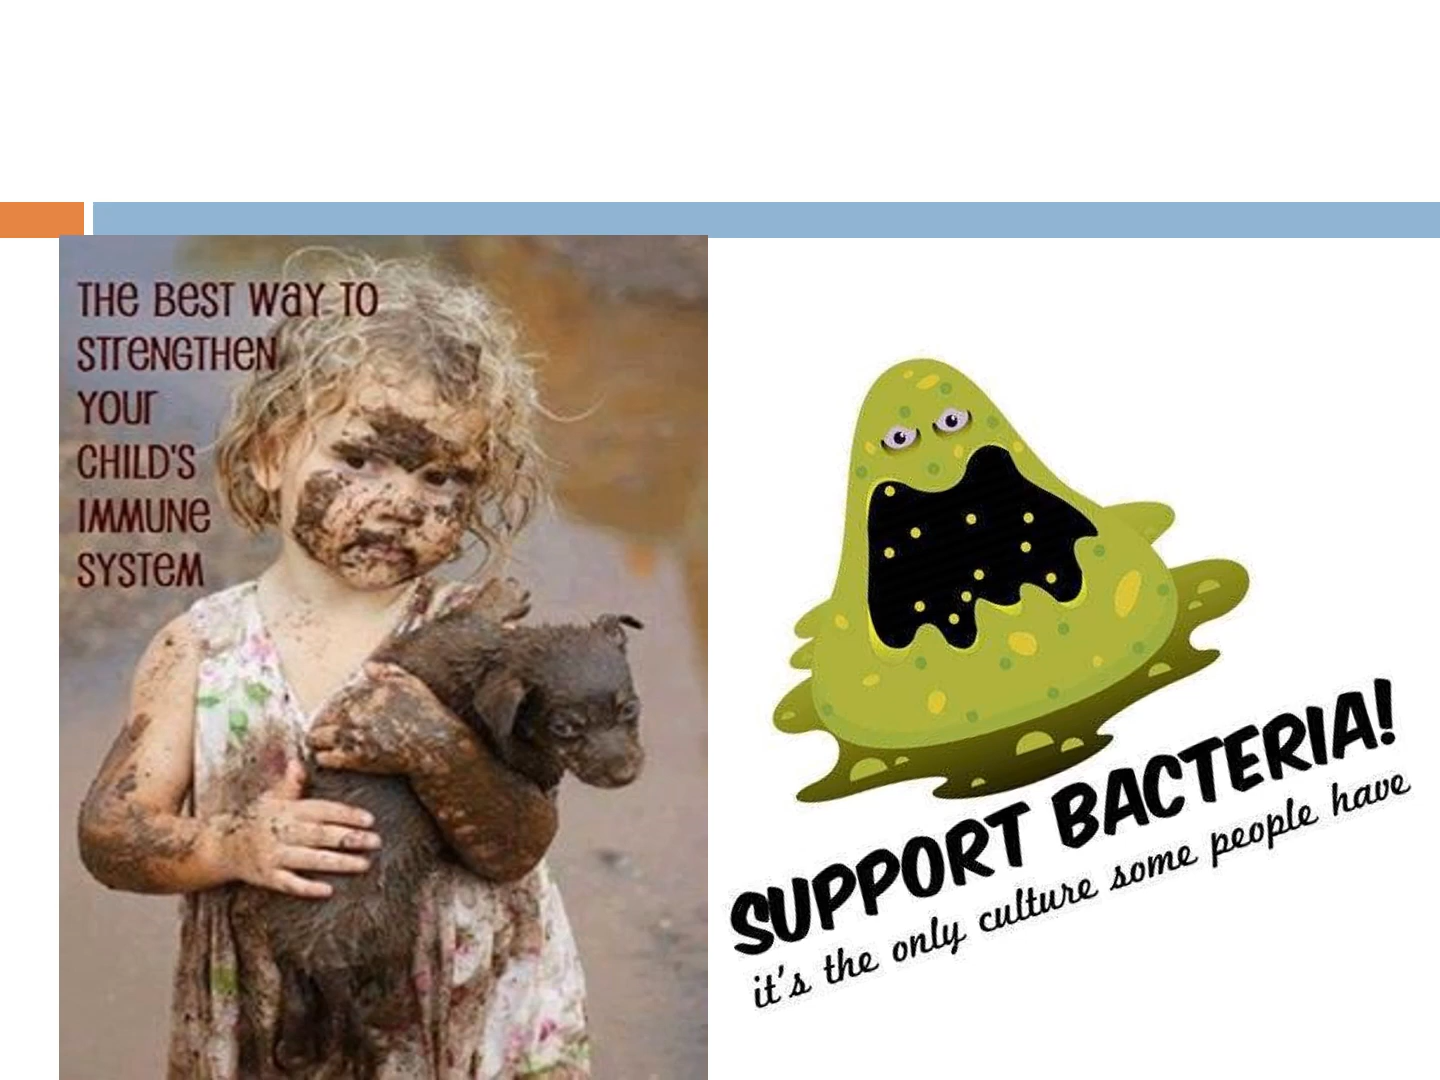 THE BEST WAY TO
STRENGTHEN
YOUR
CHILD'S
IMMUNE
SYSTEM
SUPPORT BACTERIA!
it's the only culture some people have